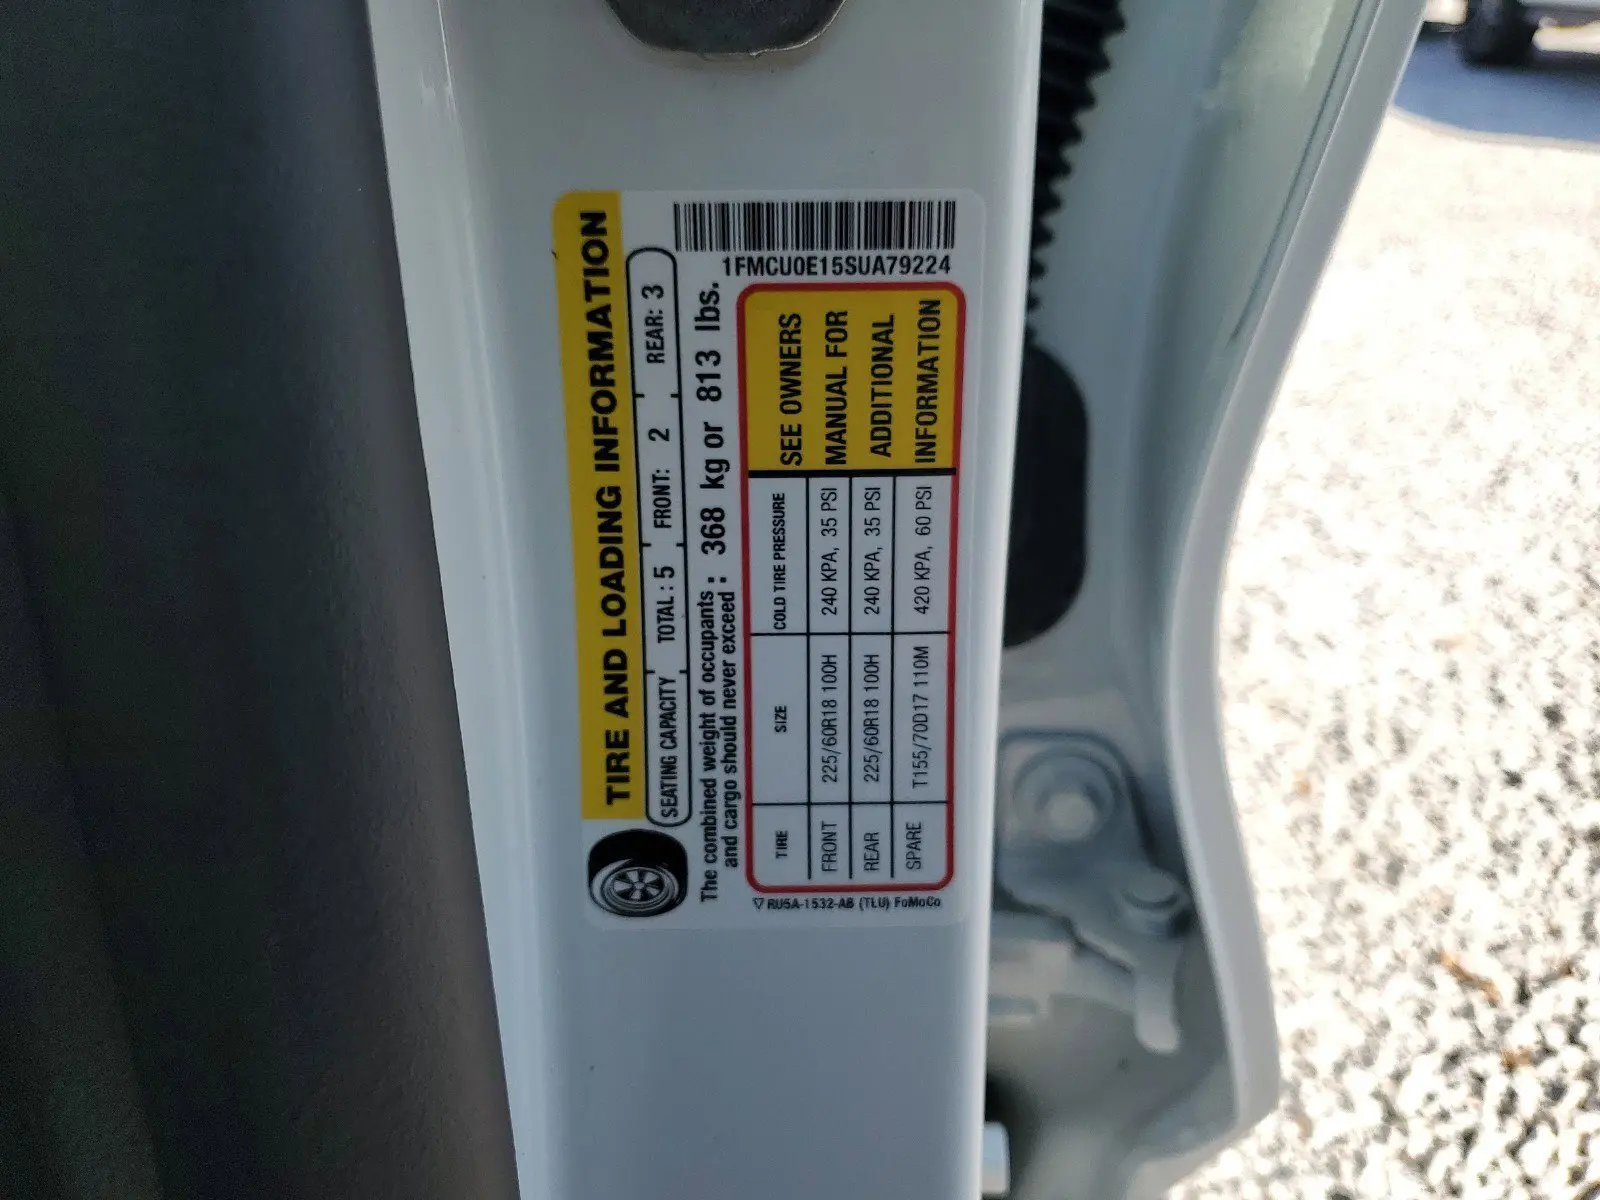 1FMCU0E15SUA79224
TIRE AND LOADING INFORMATION
SEATING CAPACITY TOTAL : 5 FRONT: 2 REAR: 3
The combined weight of occupants
and cargo should never exceed : 368 kg or 813 lbs.
TIRE SIZE COLD TIRE PRESSURE
FRONT 225/60R18 100H 240 KPA, 35 PSI
REAR 225/60R18 100H 240 KPA, 35 PSI
SPARE T155/70D17 110M 420 KPA, 60 PSI
SEE OWNERS
MANUAL FOR
ADDITIONAL
INFORMATION
RU5A-1532-AB (TLU) FoMoCo